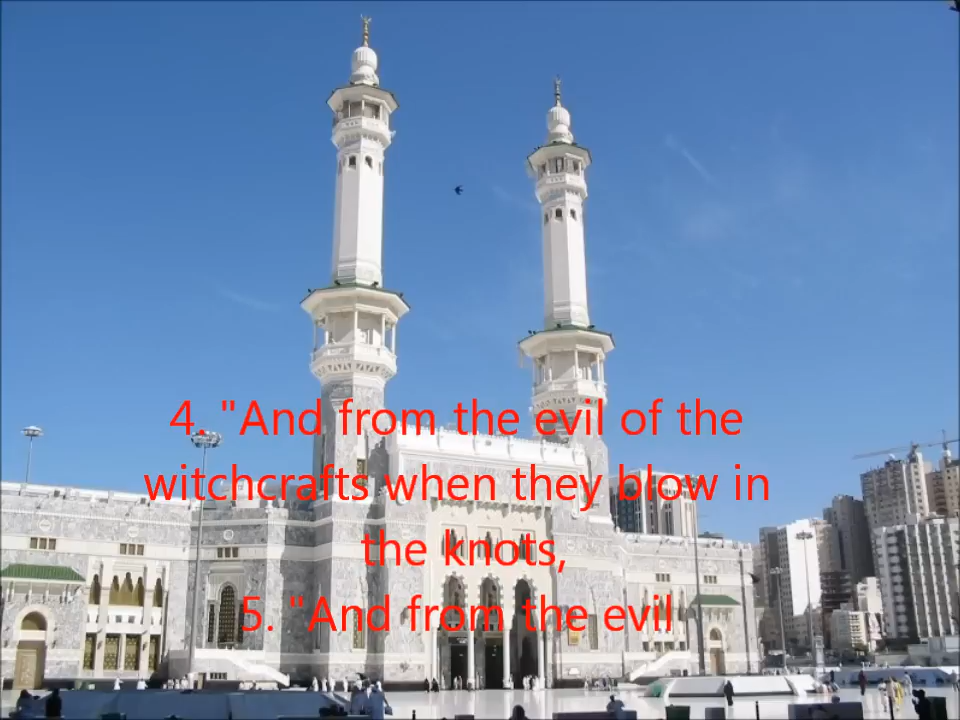 4. "And from the evil of the
witchcrafts when they blow in
the knots,
5. "And from the evil